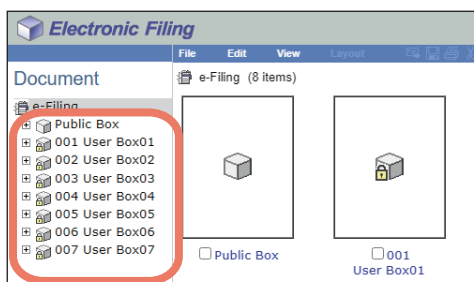 Electronic Filing
File Edit View Layout
Document
e-Filing (8 items)
e-Filing
Public Box
001 User Box01
002 User Box02
003 User Box03
004 User Box04
005 User Box05
006 User Box06
007 User Box07
Public Box
001
User Box01